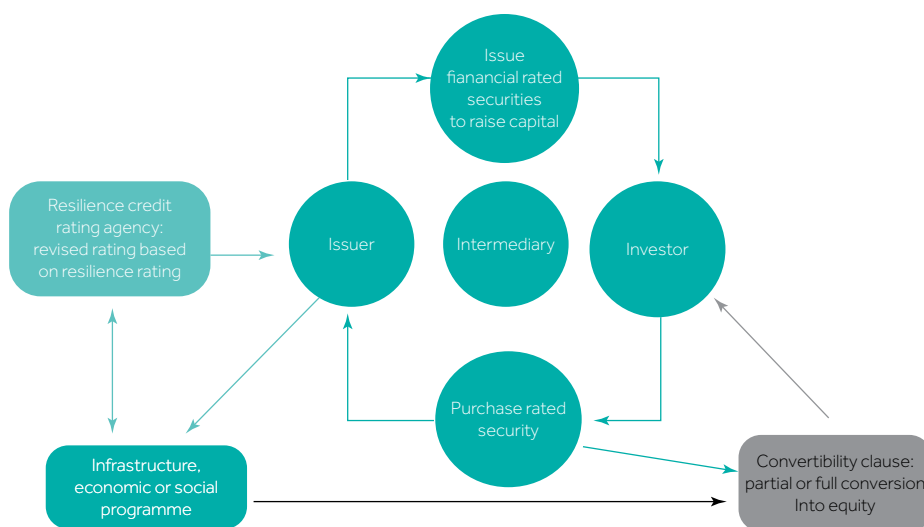 Issue
fianancial rated
securities
to raise capital
Resilience credit
rating agency:
revised rating based
on resilience rating
Issuer
Intermediary
Investor
Purchase rated
security
Infrastructure,
economic or social
programme
Convertibility clause:
partial or full conversion
Into equity